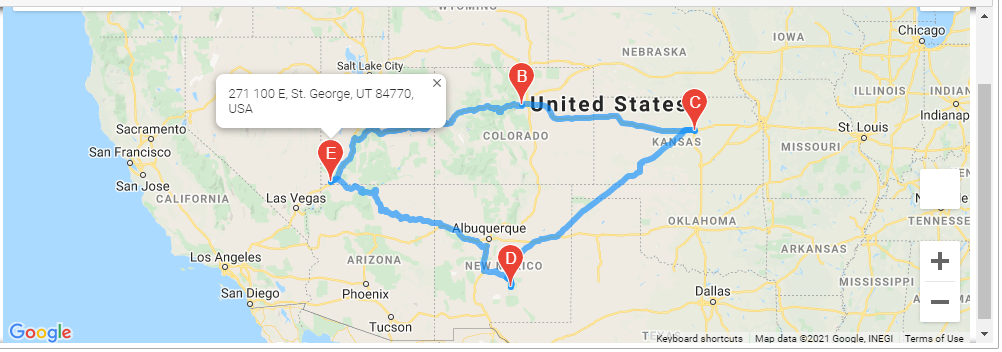 WYOMING
Chicago
IOWA
NEBRASKA
Salt Lake City
271 100 E, St. George, UT 84770,
USA
B
United States
C
ILLINOIS
INDIANA
Indianap
COLORADO
KANSAS
St. Louis
MISSOURI
Sacramento
San Francisco
San Jose
E
CALIFORNIA
Las Vegas
Albuquerque
OKLAHOMA
TENNESSEE
ARKANSAS
MISSISSIPPI
Los Angeles
ARIZONA
NEW MEXICO
D
San Diego
Phoenix
Tucson
Dallas
Google
Keyboard shortcuts
Map data ©2021 Google, INEGI
Terms of Use